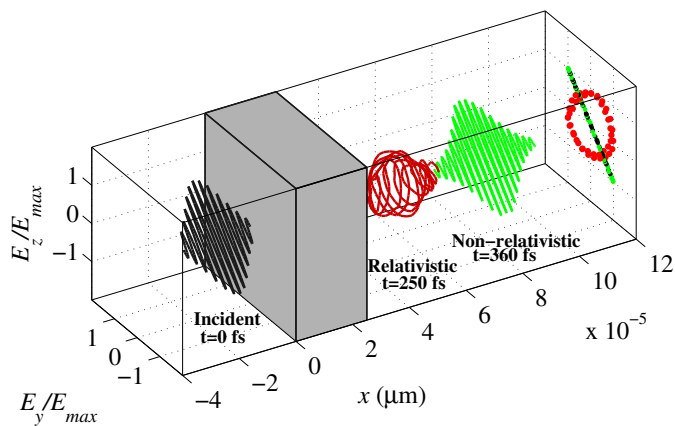 E_z/E_max
1
0
−1
1
0
−1
E_y/E_max
Incident
t=0 fs
Relativistic
t=250 fs
Non−relativistic
t=360 fs
−4
−2
0
2
4
6
8
10
12
x 10^-5
x (μm)